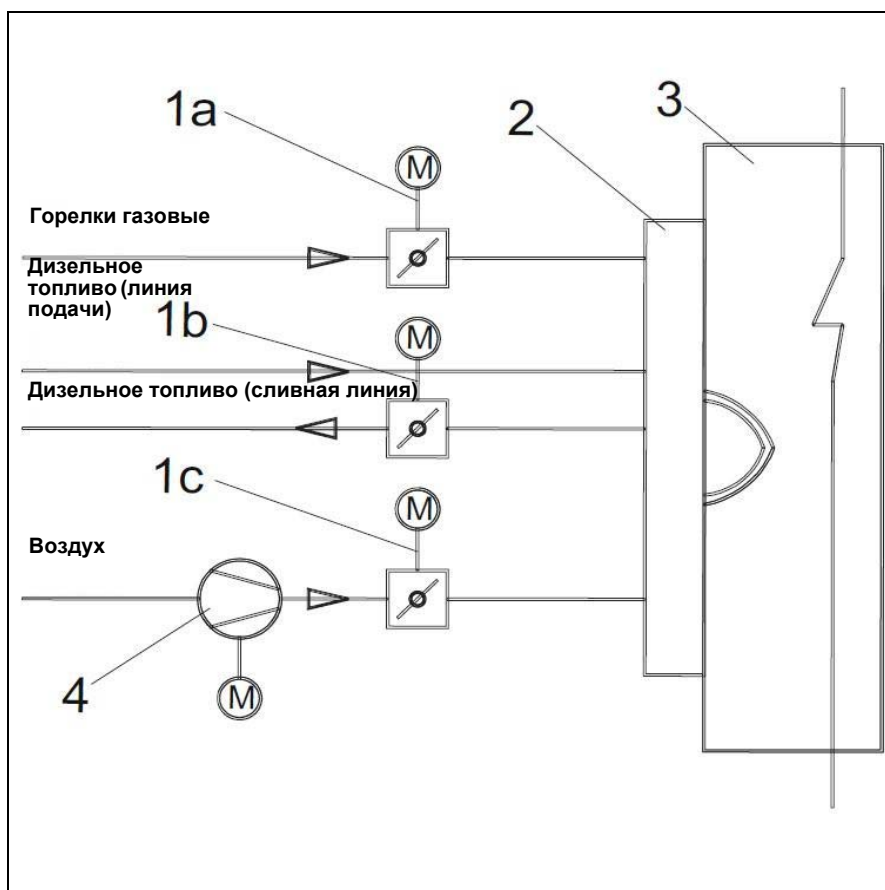 1a
2
3
M
Горелки газовые
Дизельное
топливо (линия
подачи)
1b
M
Дизельное топливо (сливная линия)
1c
M
Воздух
4
M